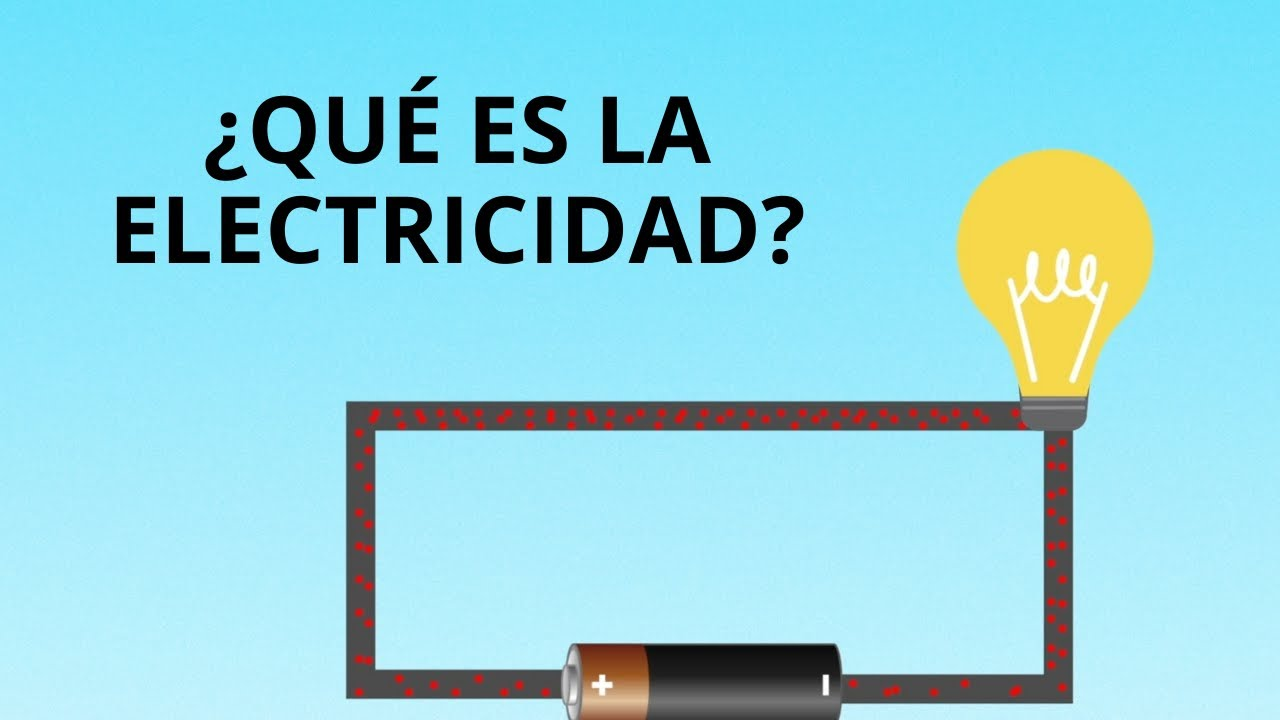 ¿QUÉ ES LA
ELECTRICIDAD?
+ -